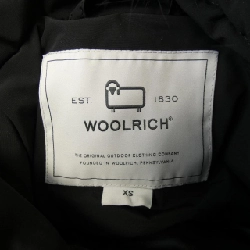 EST 1830
WOOLRICH®
THE ORIGINAL OUTDOOR CLOTHING COMPANY
FOUNDED IN WOOLRICH, PENNSYLVANIA
XS